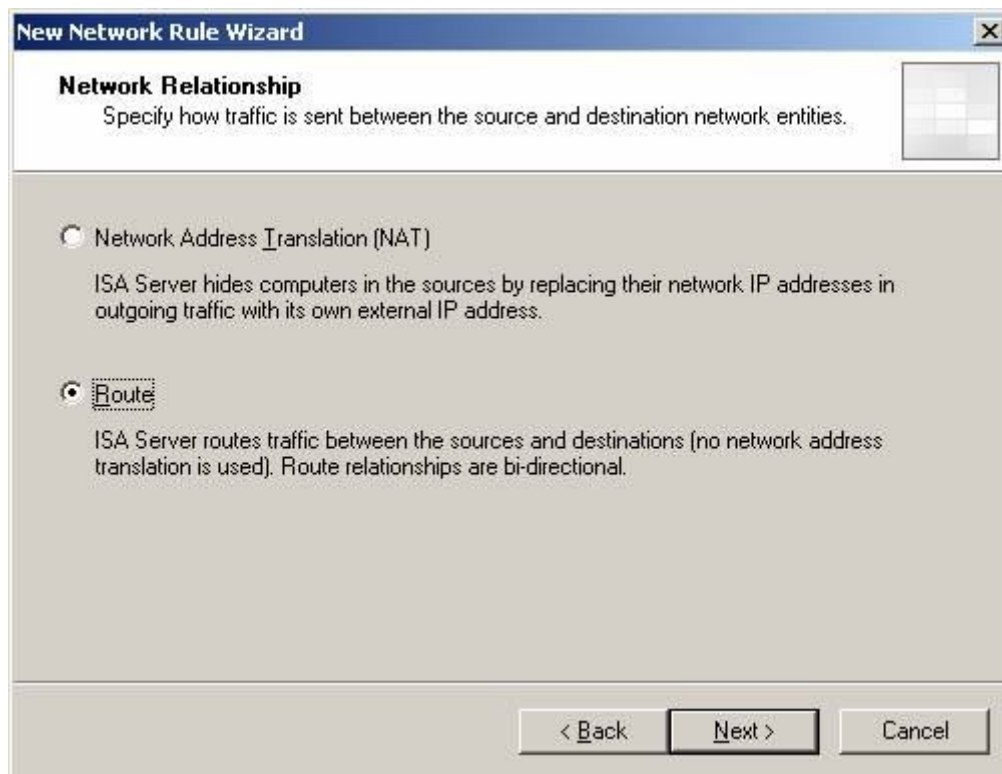 New Network Rule Wizard
Network Relationship
Specify how traffic is sent between the source and destination network entities.
Network Address Translation (NAT)
ISA Server hides computers in the sources by replacing their network IP addresses in
outgoing traffic with its own external IP address.
Route
ISA Server routes traffic between the sources and destinations (no network address
translation is used). Route relationships are bi-directional.
< Back
Next >
Cancel